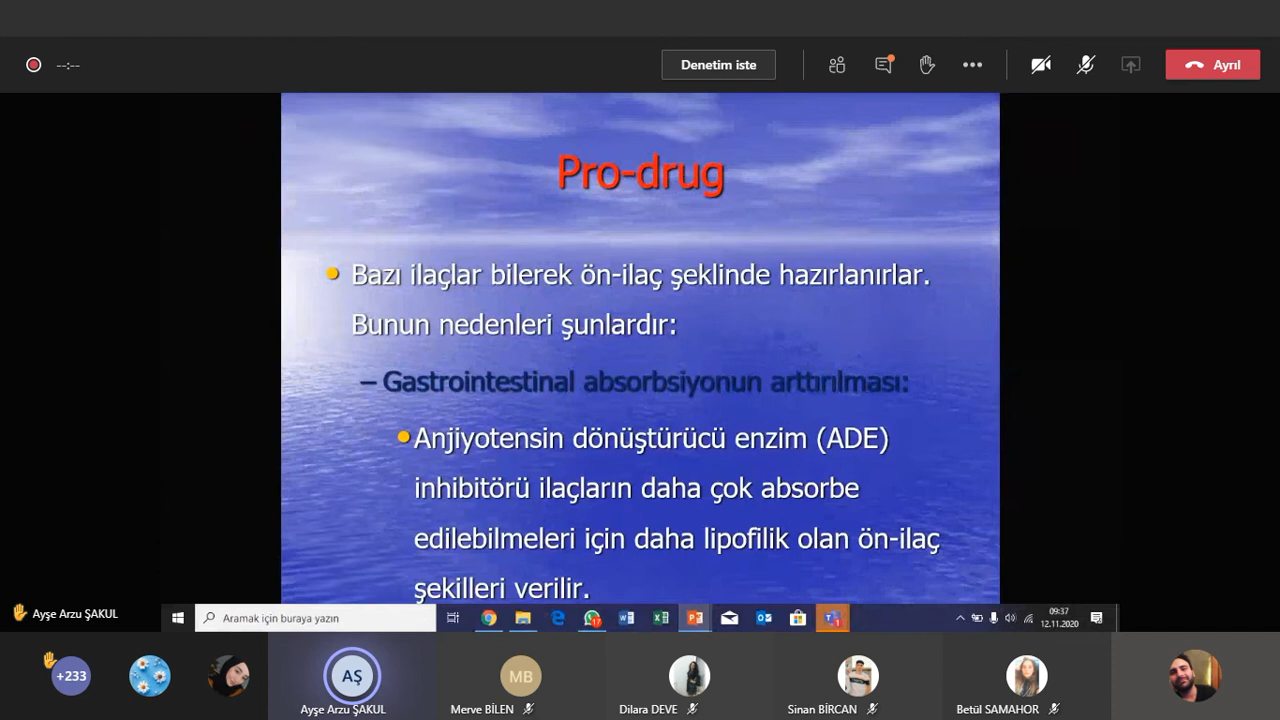 --:--
Denetim iste
Ayrıl
Pro-drug
Bazı ilaçlar bilerek ön-ilaç şeklinde hazırlanırlar.
Bunun nedenleri şunlardır:
– Gastrointestinal absorbsiyonun arttırılması:
Anjiyotensin dönüştürücü enzim (ADE)
inhibitörü ilaçların daha çok absorbe
edilebilmeleri için daha lipofilik olan ön-ilaç
şekilleri verilir.
Ayşe Arzu ŞAKUL
Aramak için buraya yazın
09:37
12.11.2020
+233
AŞ
MB
Ayşe Arzu ŞAKUL
Merve BİLEN
Dilara DEVE
Sinan BİRCAN
Betül SAMAHOR